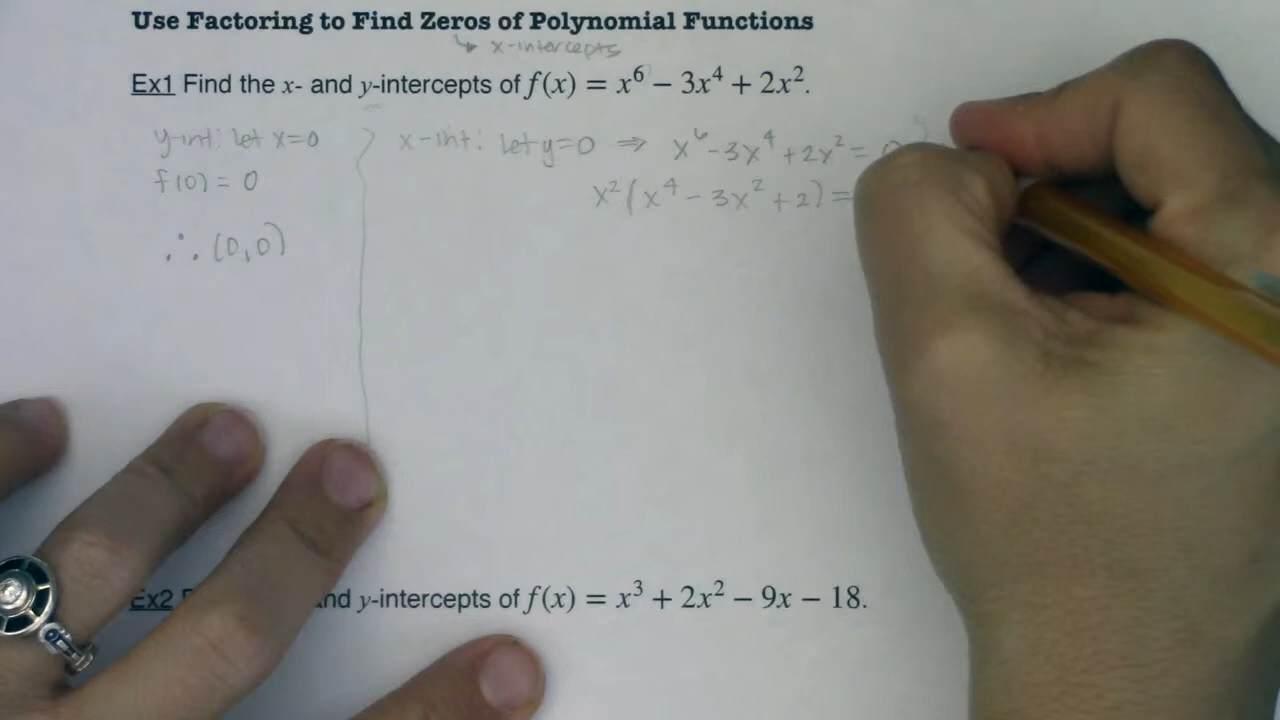 Use Factoring to Find Zeros of Polynomial Functions
↳ x-intercepts
Ex1 Find the x- and y-intercepts of f(x) = x⁶ − 3x⁴ + 2x².
y-int: let x=0
f(0) = 0
∴ (0,0)
x-int: let y=0 ⇒ x⁶-3x⁴+2x²=
x²(x⁴-3x²+2)=
Ex2 nd y-intercepts of f(x) = x³ + 2x² − 9x − 18.